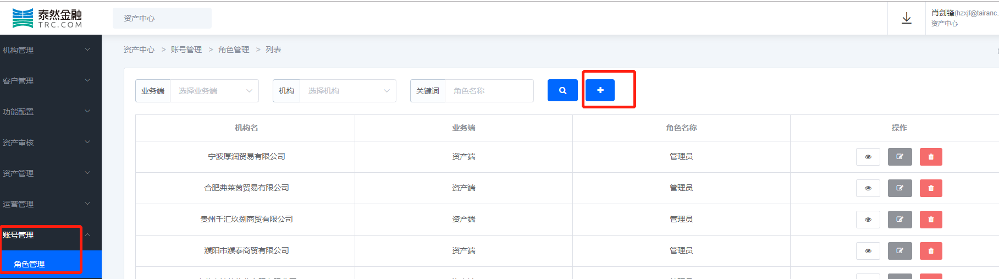 泰然金融
TRC.COM
资产中心
肖剑锋(hzxjf@tairanc.
资产中心
机构管理
客户管理
功能配置
资产审核
资产管理
运营管理
账号管理
角色管理
资产中心 > 账号管理 > 角色管理 > 列表
业务端 选择业务端 机构 选择机构 关键词 角色名称
机构名 业务端 角色名称 操作
宁波厚润贸易有限公司 资产端 管理员
合肥弗莱茵贸易有限公司 资产端 管理员
贵州千汇玖捌商贸有限公司 资产端 管理员
濮阳市濮泰商贸有限公司 资产端 管理员